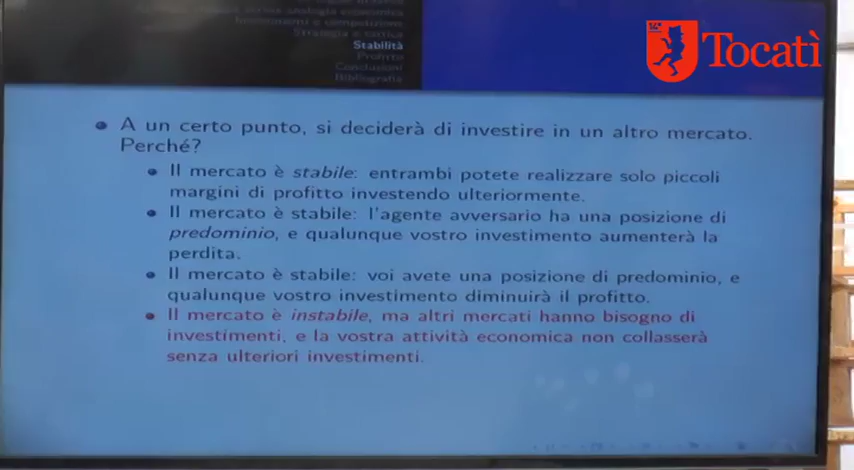 Strategia e tattica
Stabilità
Profitto
Conclusioni
Bibliografia
Tocatì
A un certo punto, si deciderà di investire in un altro mercato.
Perché?
Il mercato è stabile: entrambi potete realizzare solo piccoli
margini di profitto investendo ulteriormente.
Il mercato è stabile: l'agente avversario ha una posizione di
predominio, e qualunque vostro investimento aumenterà la
perdita.
Il mercato è stabile: voi avete una posizione di predominio, e
qualunque vostro investimento diminuirà il profitto.
Il mercato è instabile, ma altri mercati hanno bisogno di
investimenti, e la vostra attività economica non collasserà
senza ulteriori investimenti.